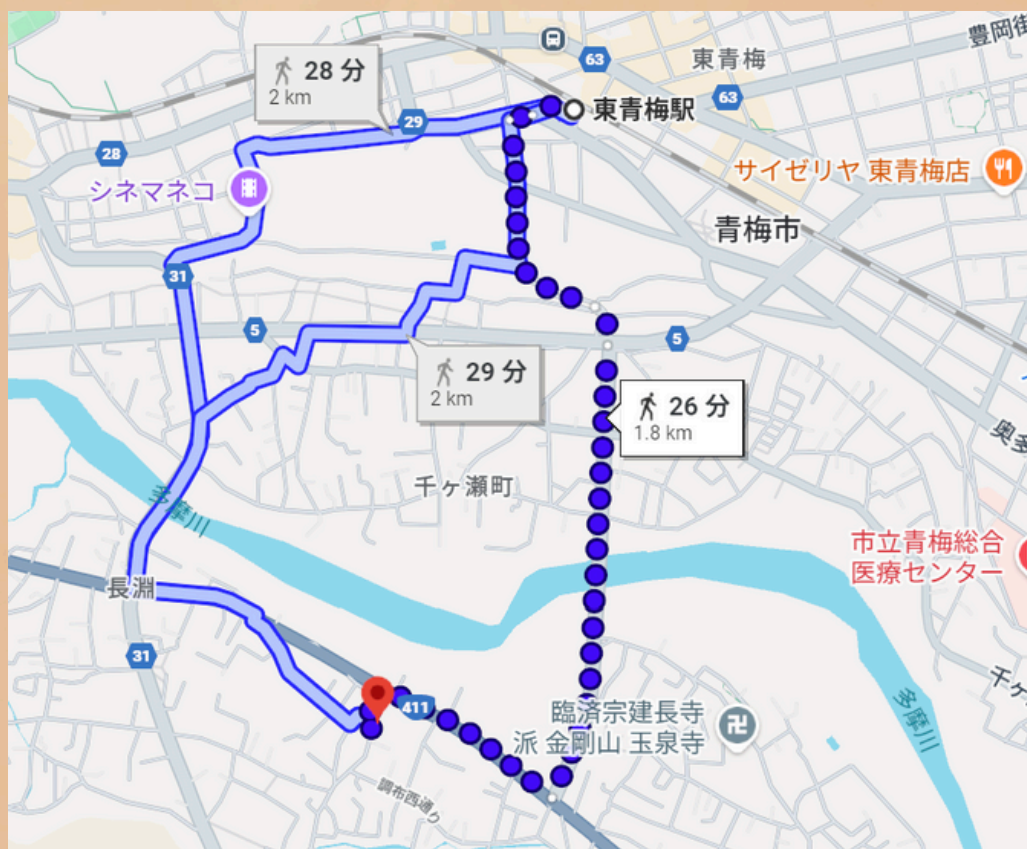 豊岡街
東青梅
63
28 分
2 km
63
東青梅駅
29
28
サイゼリヤ 東青梅店
シネマネコ
青梅市
31
5
5
29 分
2 km
26 分
1.8 km
奥多
千ヶ瀬町
多摩川
市立青梅総合
医療センター
長淵
31
千ヶ
411
臨済宗建長寺
派 金剛山 玉泉寺
多摩川
調布西通り